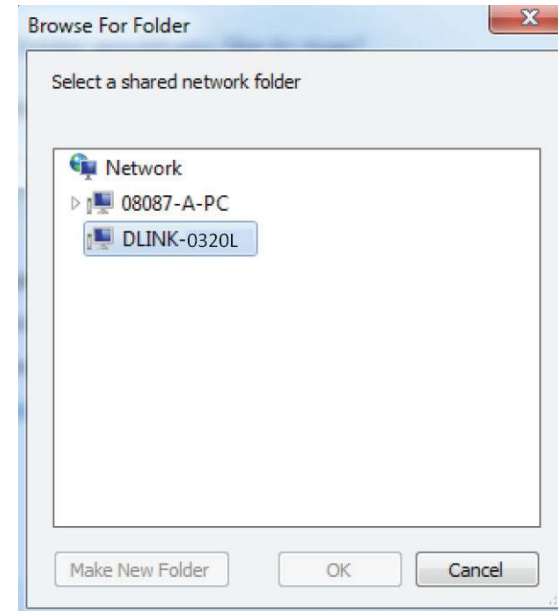 Browse For Folder
Select a shared network folder
Network
08087-A-PC
DLINK-0320L
Make New Folder
OK
Cancel